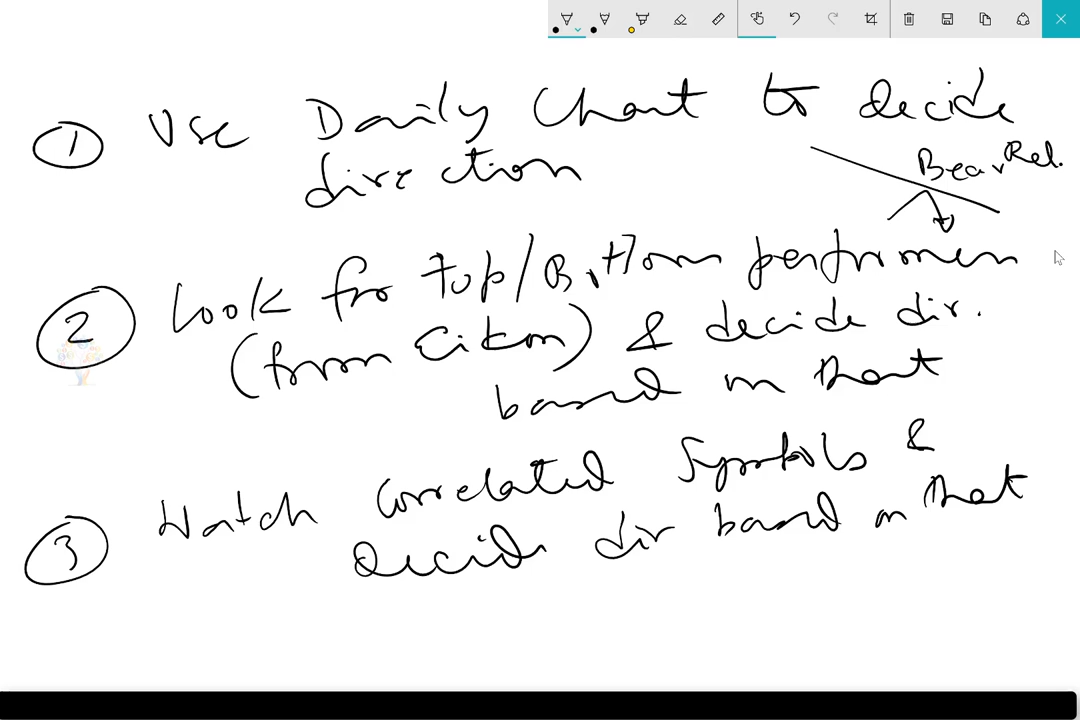 ① Use Daily Chart to decide
direction
Bear Rel.
② Look for top/Bottom performers
(from Eikon) & decide dir.
based on that
③ Watch correlated Symbols &
decide dir based on that